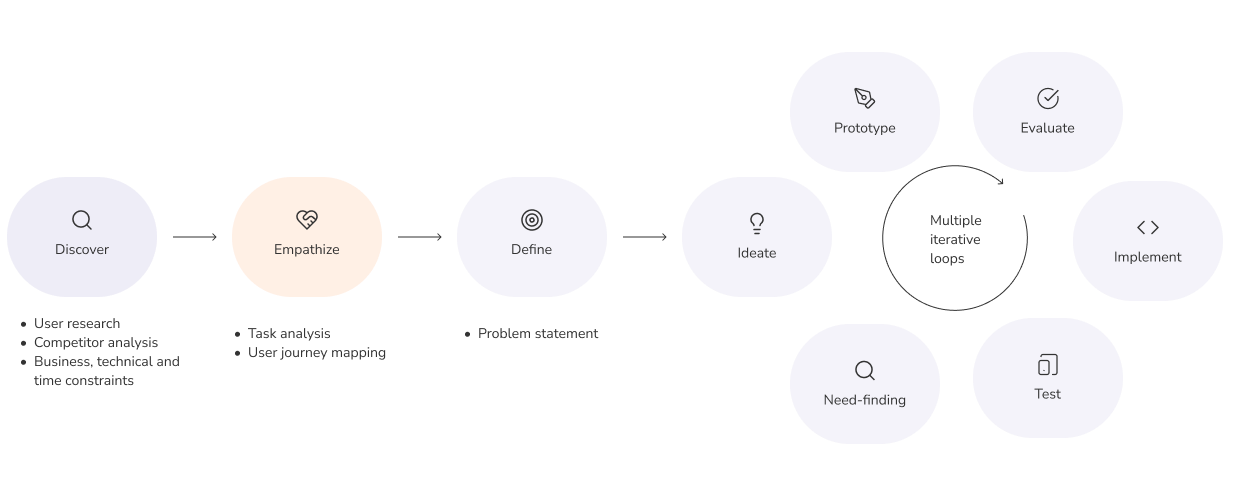 Discover
• User research
• Competitor analysis
• Business, technical and
time constraints
Empathize
• Task analysis
• User journey mapping
Define
• Problem statement
Ideate
Prototype
Evaluate
Implement
Test
Need-finding
Multiple
iterative
loops